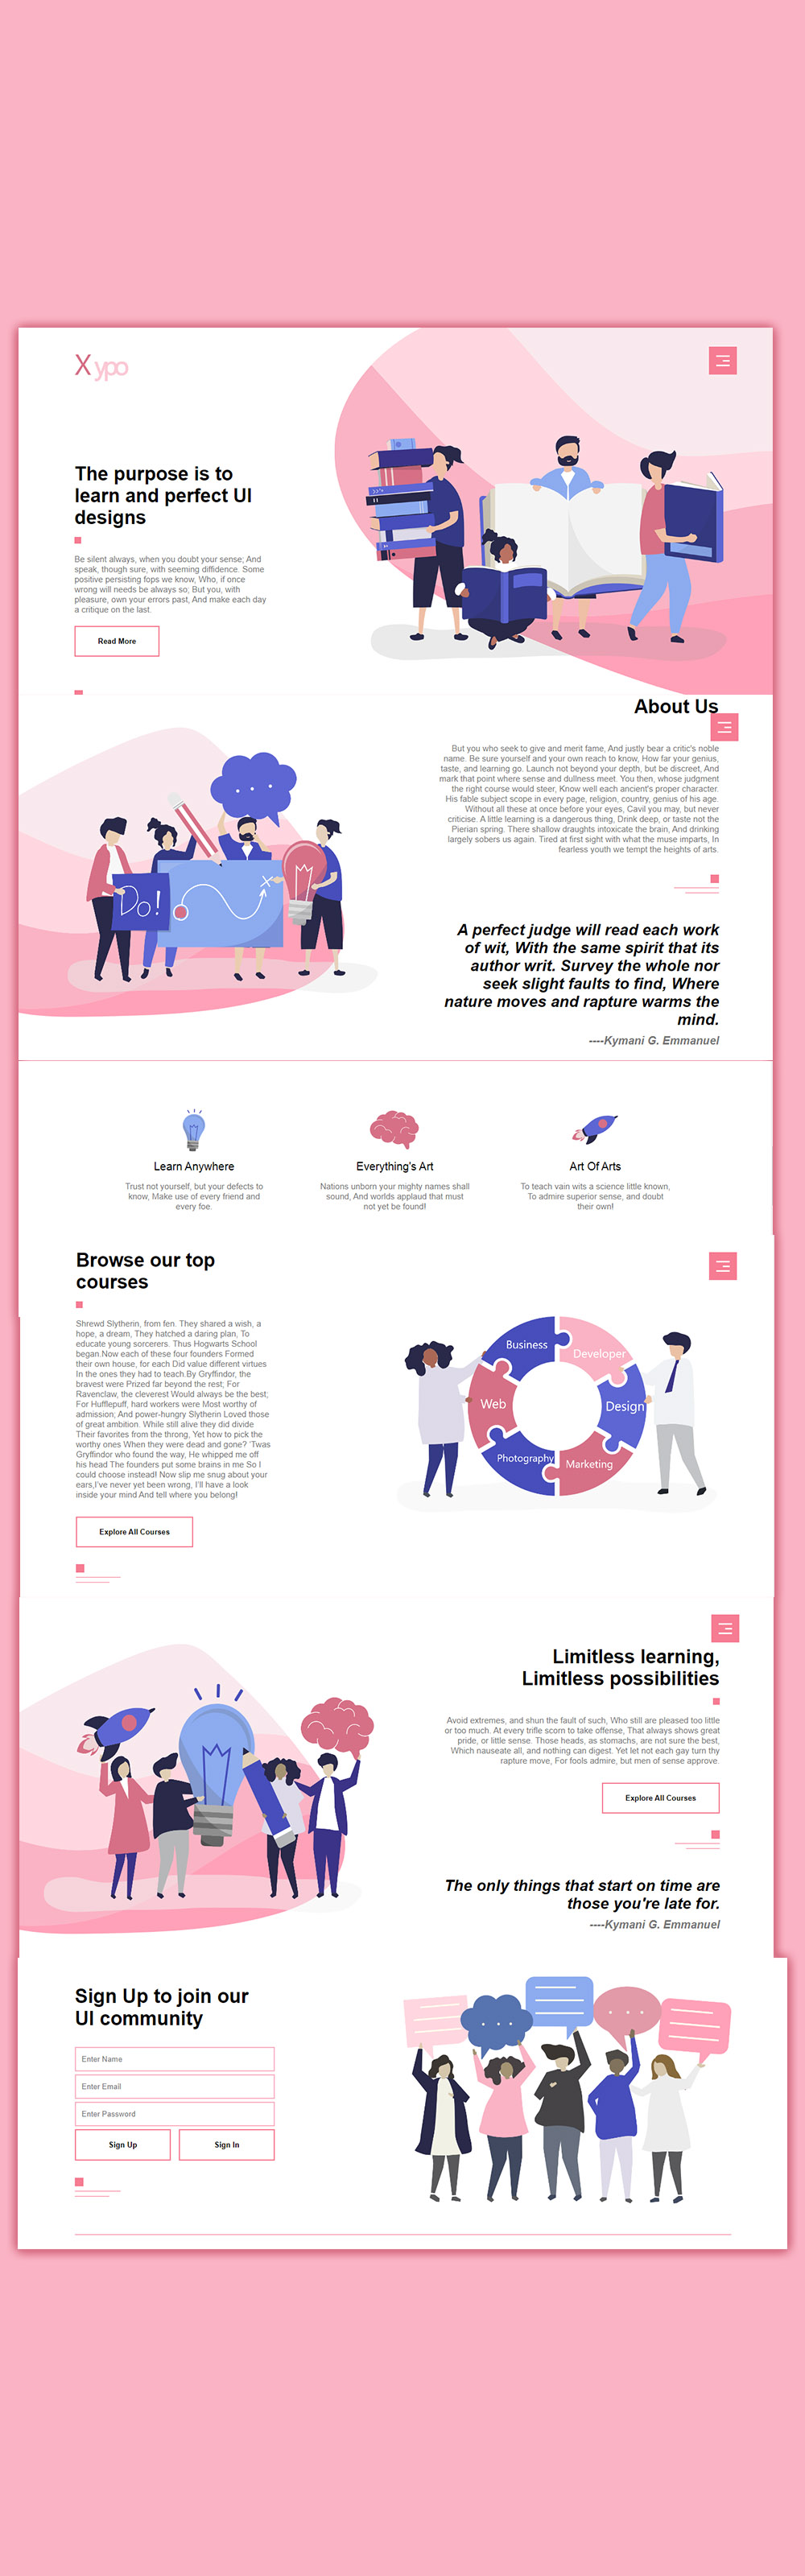 X ypo
The purpose is to
learn and perfect UI
designs
Be silent always, when you doubt your sense; And
speak, though sure, with seeming diffidence. Some
positive persisting fops we know, Who, if once
wrong will needs be always so; But you, with
pleasure, own your errors past, And make each day
a critique on the last.
Read More
About Us
But you who seek to give and merit fame, And justly bear a critic's noble
name. Be sure yourself and your own reach to know, How far your genius,
taste, and learning go. Launch not beyond your depth, but be discreet, And
mark that point where sense and dullness meet. You then, whose judgment
the right course would steer, Know well each ancient's proper character.
His fable subject scope in every page, religion, country, genius of his age.
Without all these at once before your eyes, Cavil you may, but never
criticise. A little learning is a dangerous thing, Drink deep, or taste not the
Pierian spring. There shallow draughts intoxicate the brain, And drinking
largely sobers us again. Tired at first sight with what the muse imparts, In
fearless youth we tempt the heights of arts.
Do!
A perfect judge will read each work
of wit, With the same spirit that its
author writ. Survey the whole nor
seek slight faults to find, Where
nature moves and rapture warms the
mind.
----Kymani G. Emmanuel
Learn Anywhere
Trust not yourself, but your defects to
know, Make use of every friend and
every foe.
Everything's Art
Nations unborn your mighty names shall
sound, And worlds applaud that must
not yet be found!
Art Of Arts
To teach vain wits a science little known,
To admire superior sense, and doubt
their own!
Browse our top
courses
Shrewd Slytherin, from fen. They shared a wish, a
hope, a dream, They hatched a daring plan, To
educate young sorcerers. Thus Hogwarts School
began.Now each of these four founders Formed
their own house, for each Did value different virtues
In the ones they had to teach.By Gryffindor, the
bravest were Prized far beyond the rest; For
Ravenclaw, the cleverest Would always be the best;
For Hufflepuff, hard workers were Most worthy of
admission; And power-hungry Slytherin Loved those
of great ambition. While still alive they did divide
Their favorites from the throng, Yet how to pick the
worthy ones When they were dead and gone? 'Twas
Gryffindor who found the way, He whipped me off
his head The founders put some brains in me So I
could choose instead! Now slip me snug about your
ears,I've never yet been wrong, I'll have a look
inside your mind And tell where you belong!
Explore All Courses
Business
Developer
Web
Design
Photography
Marketing
Limitless learning,
Limitless possibilities
Avoid extremes, and shun the fault of such, Who still are pleased too little
or too much. At every trifle scorn to take offense, That always shows great
pride, or little sense. Those heads, as stomachs, are not sure the best,
Which nauseate all, and nothing can digest. Yet let not each gay turn thy
rapture move, For fools admire, but men of sense approve.
Explore All Courses
The only things that start on time are
those you're late for.
----Kymani G. Emmanuel
Sign Up to join our
UI community
Enter Name
Enter Email
Enter Password
Sign Up
Sign In